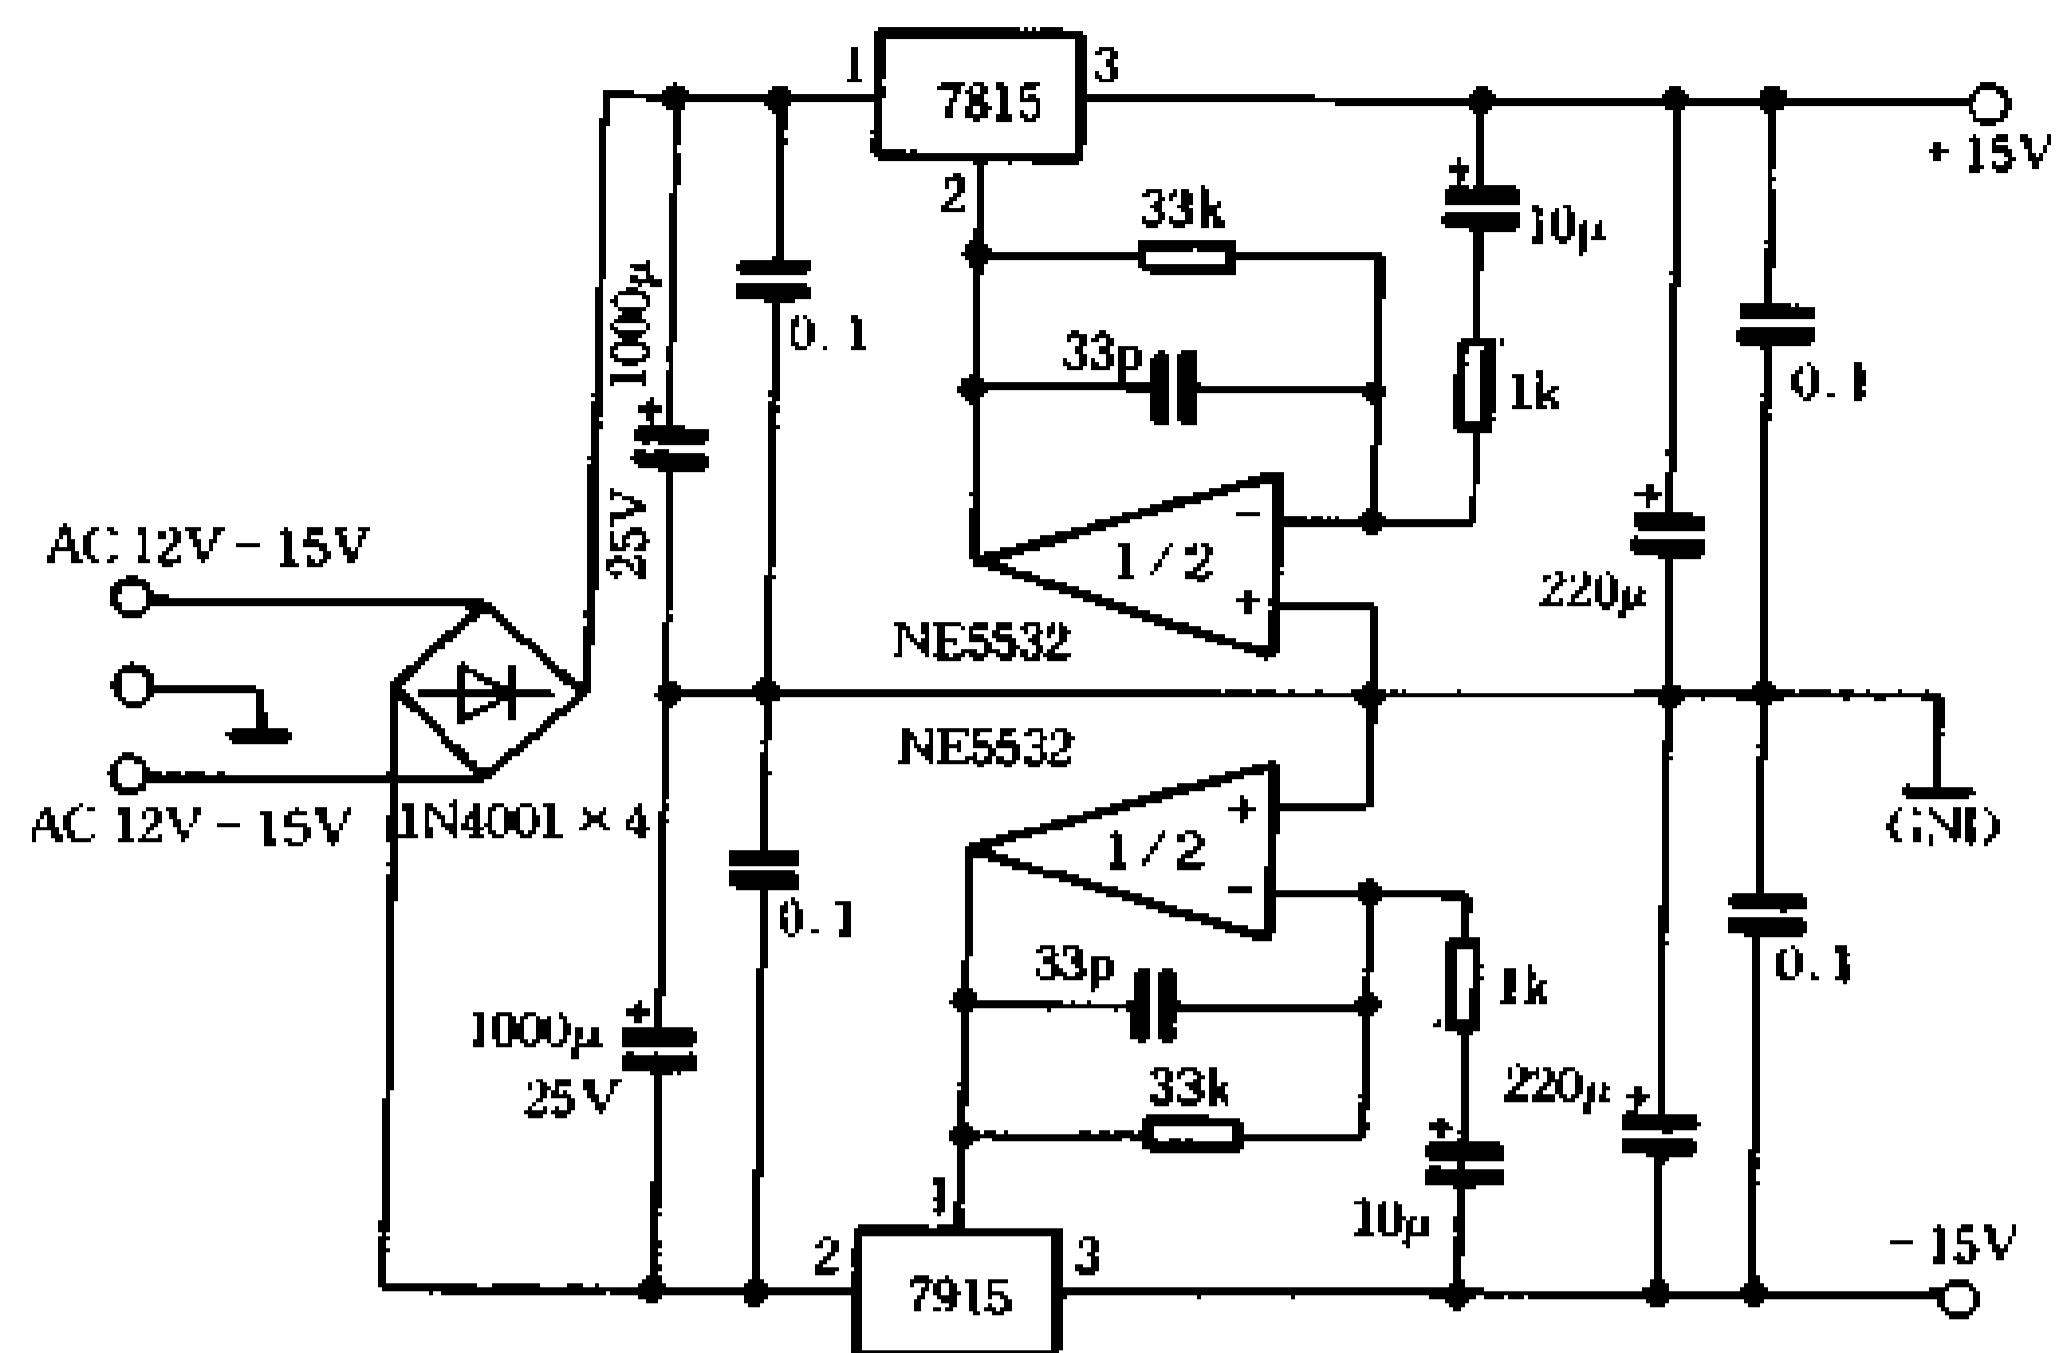 1
7815
3
+ 15V
2
33k
+
10μ
1000μ
0.1
33p
1k
0.1
+
25V
-
1/2
+
+
220μ
AC 12V - 15V
NE5532
NE5532
AC 12V - 15V
1N4001 × 4
+
1/2
-
GND
0.1
33p
1k
0.1
1000μ
+
25V
33k
220μ
+
+
10μ
1
2
7915
3
- 15V